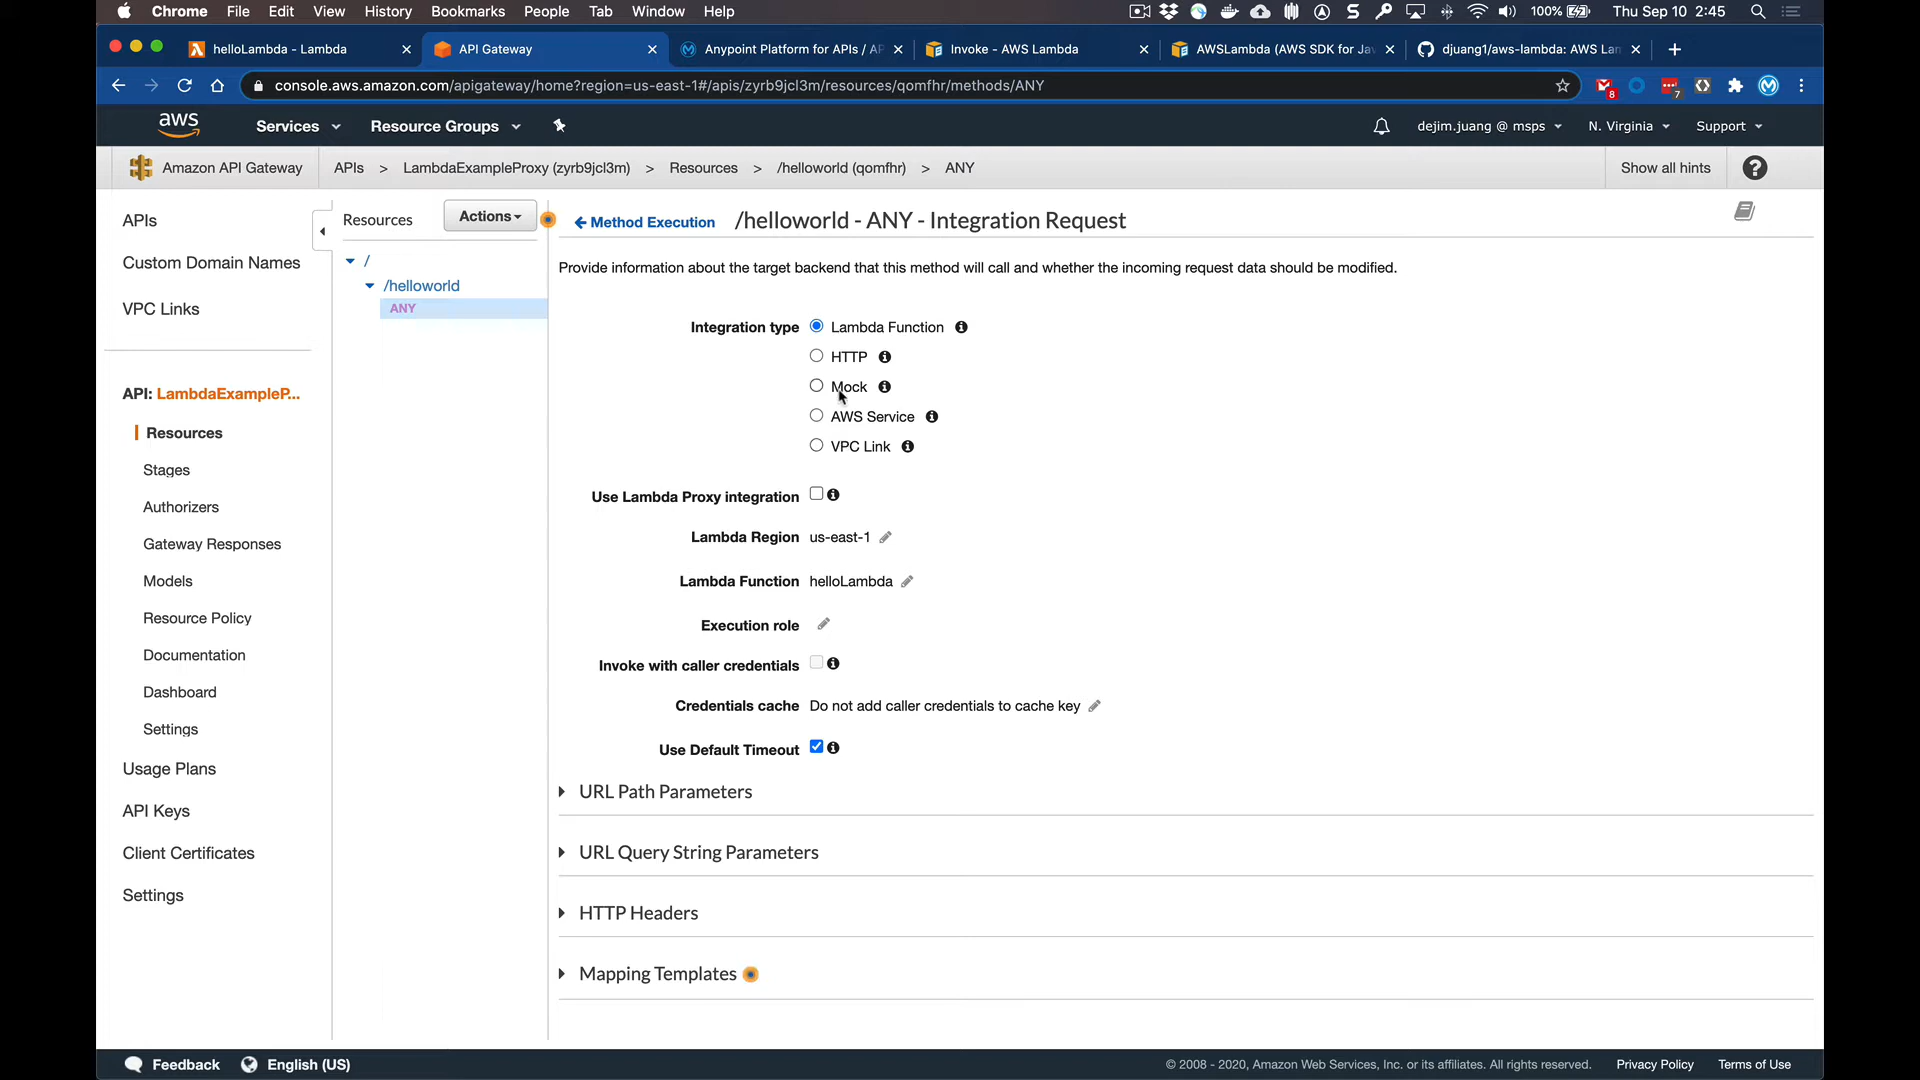 Chrome File Edit View History Bookmarks People Tab Window Help 100% Thu Sep 10 2:45
helloLambda - Lambda API Gateway Anypoint Platform for APIs / AP Invoke - AWS Lambda AWSLambda (AWS SDK for Jav djuang1/aws-lambda: AWS Lam
console.aws.amazon.com/apigateway/home?region=us-east-1#/apis/zyrb9jcl3m/resources/qomfhr/methods/ANY 8 7
aws Services Resource Groups dejim.juang @ msps N. Virginia Support
Amazon API Gateway APIs > LambdaExampleProxy (zyrb9jcl3m) > Resources > /helloworld (qomfhr) > ANY Show all hints
APIs
Custom Domain Names
VPC Links
API: LambdaExampleP...
Resources
Stages
Authorizers
Gateway Responses
Models
Resource Policy
Documentation
Dashboard
Settings
Usage Plans
API Keys
Client Certificates
Settings
Resources Actions
/
/helloworld
ANY
Method Execution /helloworld - ANY - Integration Request
Provide information about the target backend that this method will call and whether the incoming request data should be modified.
Integration type Lambda Function
HTTP
Mock
AWS Service
VPC Link
Use Lambda Proxy integration
Lambda Region us-east-1
Lambda Function helloLambda
Execution role
Invoke with caller credentials
Credentials cache Do not add caller credentials to cache key
Use Default Timeout
URL Path Parameters
URL Query String Parameters
HTTP Headers
Mapping Templates
Feedback English (US) © 2008 - 2020, Amazon Web Services, Inc. or its affiliates. All rights reserved. Privacy Policy Terms of Use